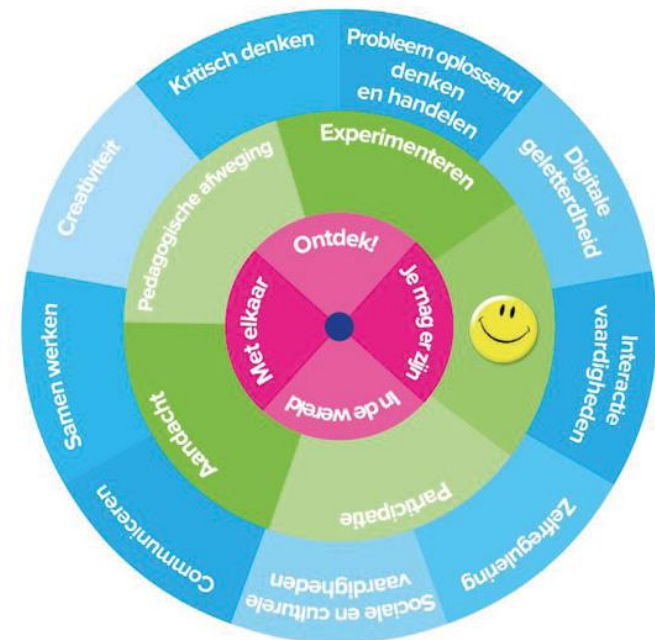 Kritisch denken
Probleem oplossend
denken
en handelen
Digitale
geletterdheid
Interactie
vaardigheden
Zelfregulering
Sociale en culturele
vaardigheden
Communiceren
Samen werken
Creativiteit
Experimenteren
Participatie
Aandacht
Pedagogische afweging
Ontdek!
Je mag er zijn
In de wereld
Met elkaar